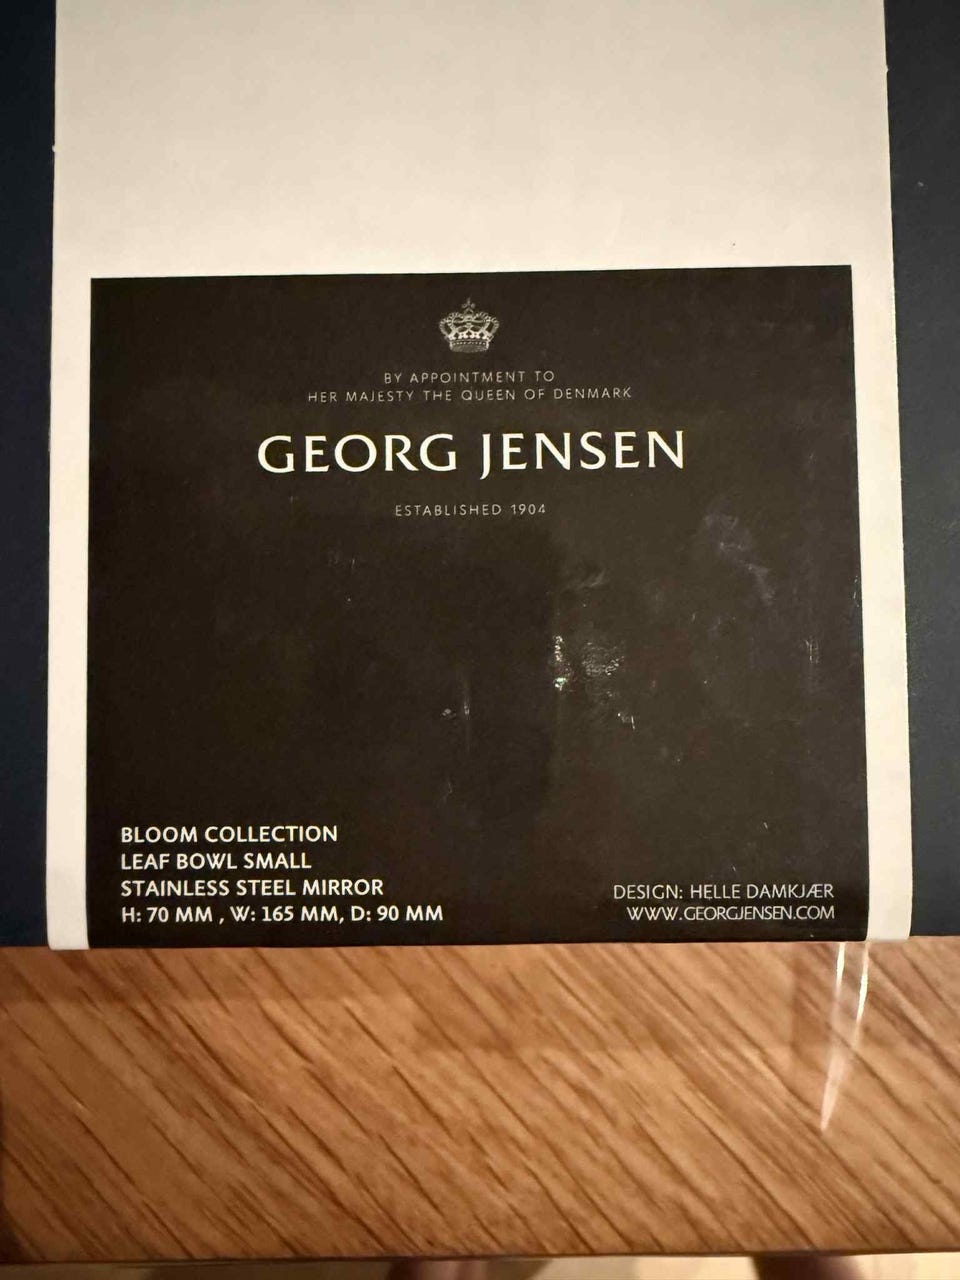 BY APPOINTMENT TO
HER MAJESTY THE QUEEN OF DENMARK
GEORG JENSEN
ESTABLISHED 1904
BLOOM COLLECTION
LEAF BOWL SMALL
STAINLESS STEEL MIRROR
H: 70 MM , W: 165 MM, D: 90 MM
DESIGN: HELLE DAMKJÆR
WWW.GEORGJENSEN.COM